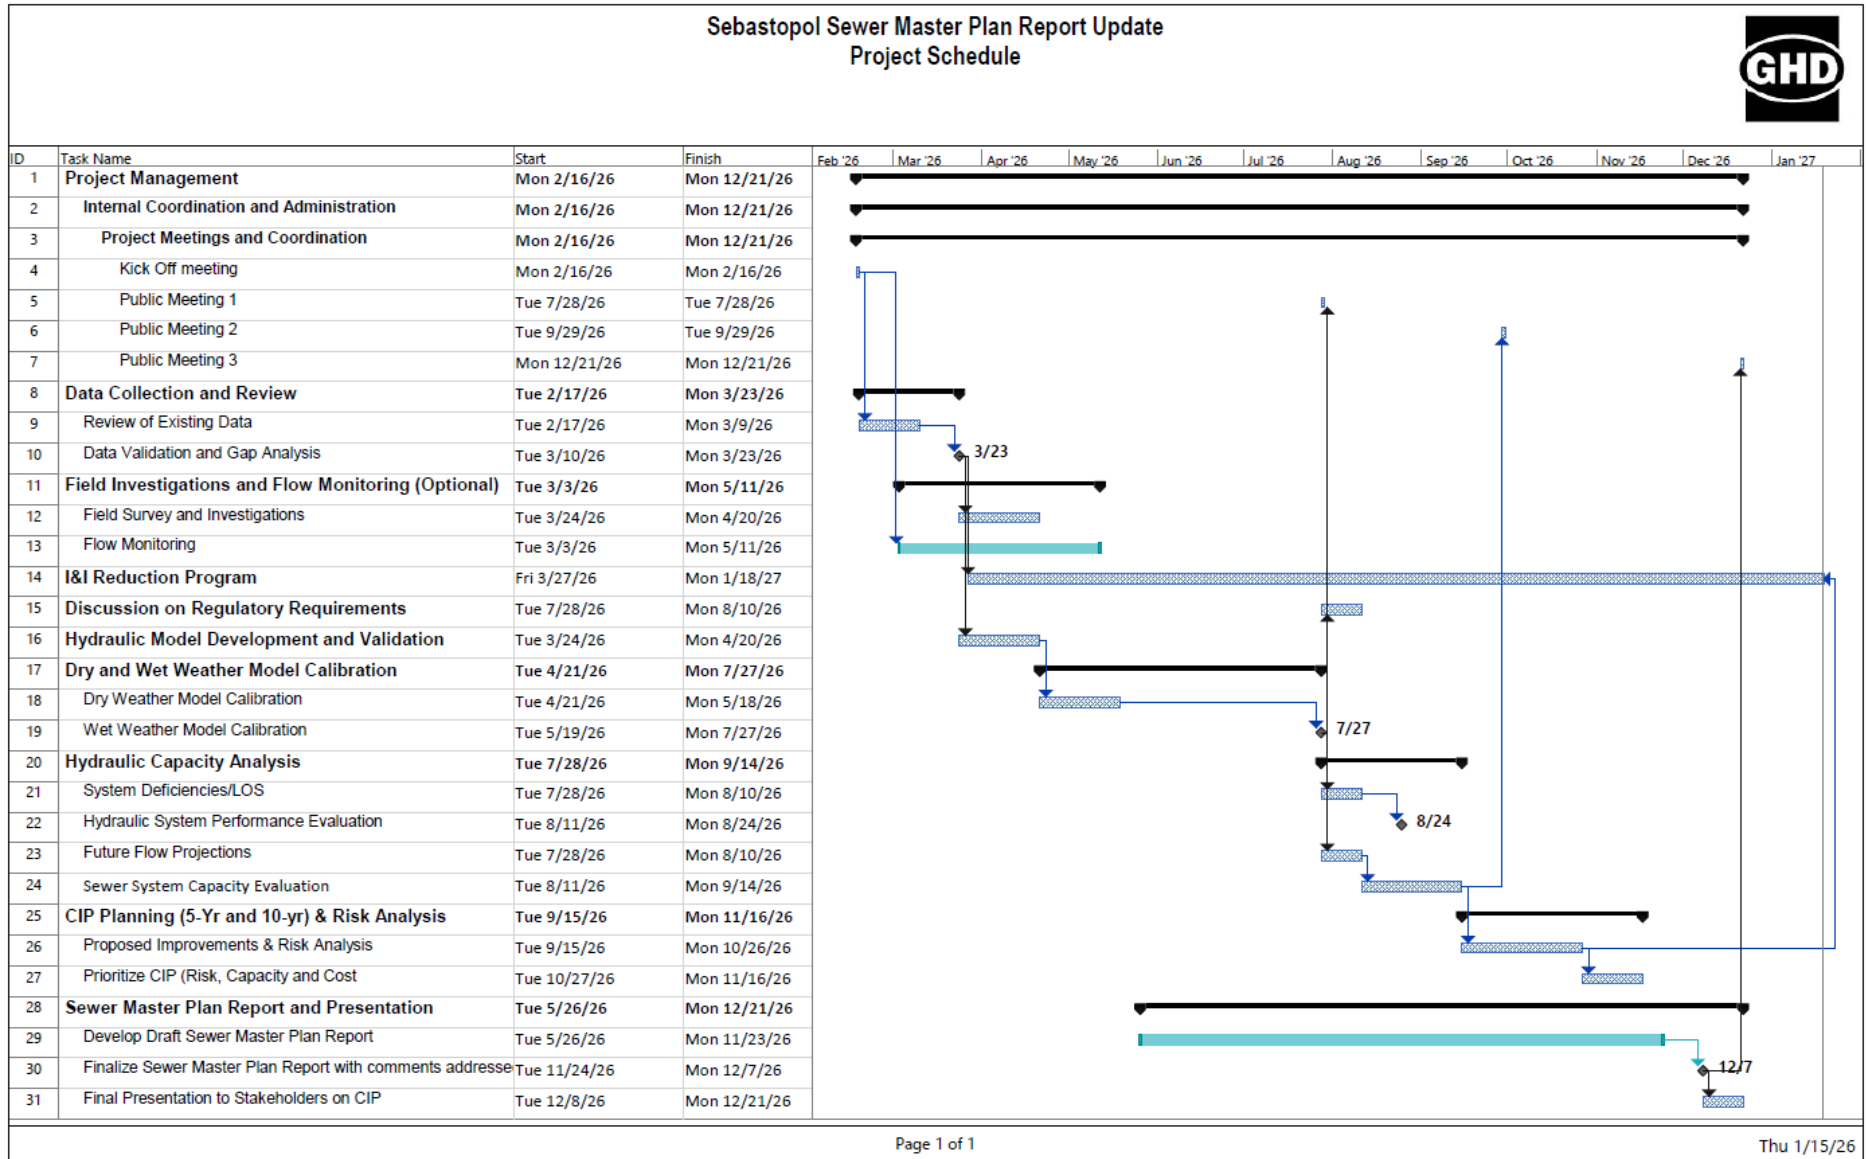 Sebastopol Sewer Master Plan Report Update
Project Schedule
GHD
ID Task Name Start Finish Feb '26 Mar '26 Apr '26 May '26 Jun '26 Jul '26 Aug '26 Sep '26 Oct '26 Nov '26 Dec '26 Jan '27
1 Project Management Mon 2/16/26 Mon 12/21/26
2 Internal Coordination and Administration Mon 2/16/26 Mon 12/21/26
3 Project Meetings and Coordination Mon 2/16/26 Mon 12/21/26
4 Kick Off meeting Mon 2/16/26 Mon 2/16/26
5 Public Meeting 1 Tue 7/28/26 Tue 7/28/26
6 Public Meeting 2 Tue 9/29/26 Tue 9/29/26
7 Public Meeting 3 Mon 12/21/26 Mon 12/21/26
8 Data Collection and Review Tue 2/17/26 Mon 3/23/26
9 Review of Existing Data Tue 2/17/26 Mon 3/9/26
10 Data Validation and Gap Analysis Tue 3/10/26 Mon 3/23/26 3/23
11 Field Investigations and Flow Monitoring (Optional) Tue 3/3/26 Mon 5/11/26
12 Field Survey and Investigations Tue 3/24/26 Mon 4/20/26
13 Flow Monitoring Tue 3/3/26 Mon 5/11/26
14 I&I Reduction Program Fri 3/27/26 Mon 1/18/27
15 Discussion on Regulatory Requirements Tue 7/28/26 Mon 8/10/26
16 Hydraulic Model Development and Validation Tue 3/24/26 Mon 4/20/26
17 Dry and Wet Weather Model Calibration Tue 4/21/26 Mon 7/27/26
18 Dry Weather Model Calibration Tue 4/21/26 Mon 5/18/26
19 Wet Weather Model Calibration Tue 5/19/26 Mon 7/27/26 7/27
20 Hydraulic Capacity Analysis Tue 7/28/26 Mon 9/14/26
21 System Deficiencies/LOS Tue 7/28/26 Mon 8/10/26
22 Hydraulic System Performance Evaluation Tue 8/11/26 Mon 8/24/26 8/24
23 Future Flow Projections Tue 7/28/26 Mon 8/10/26
24 Sewer System Capacity Evaluation Tue 8/11/26 Mon 9/14/26
25 CIP Planning (5-Yr and 10-yr) & Risk Analysis Tue 9/15/26 Mon 11/16/26
26 Proposed Improvements & Risk Analysis Tue 9/15/26 Mon 10/26/26
27 Prioritize CIP (Risk, Capacity and Cost Tue 10/27/26 Mon 11/16/26
28 Sewer Master Plan Report and Presentation Tue 5/26/26 Mon 12/21/26
29 Develop Draft Sewer Master Plan Report Tue 5/26/26 Mon 11/23/26
30 Finalize Sewer Master Plan Report with comments addresse Tue 11/24/26 Mon 12/7/26 12/7
31 Final Presentation to Stakeholders on CIP Tue 12/8/26 Mon 12/21/26
Page 1 of 1
Thu 1/15/26